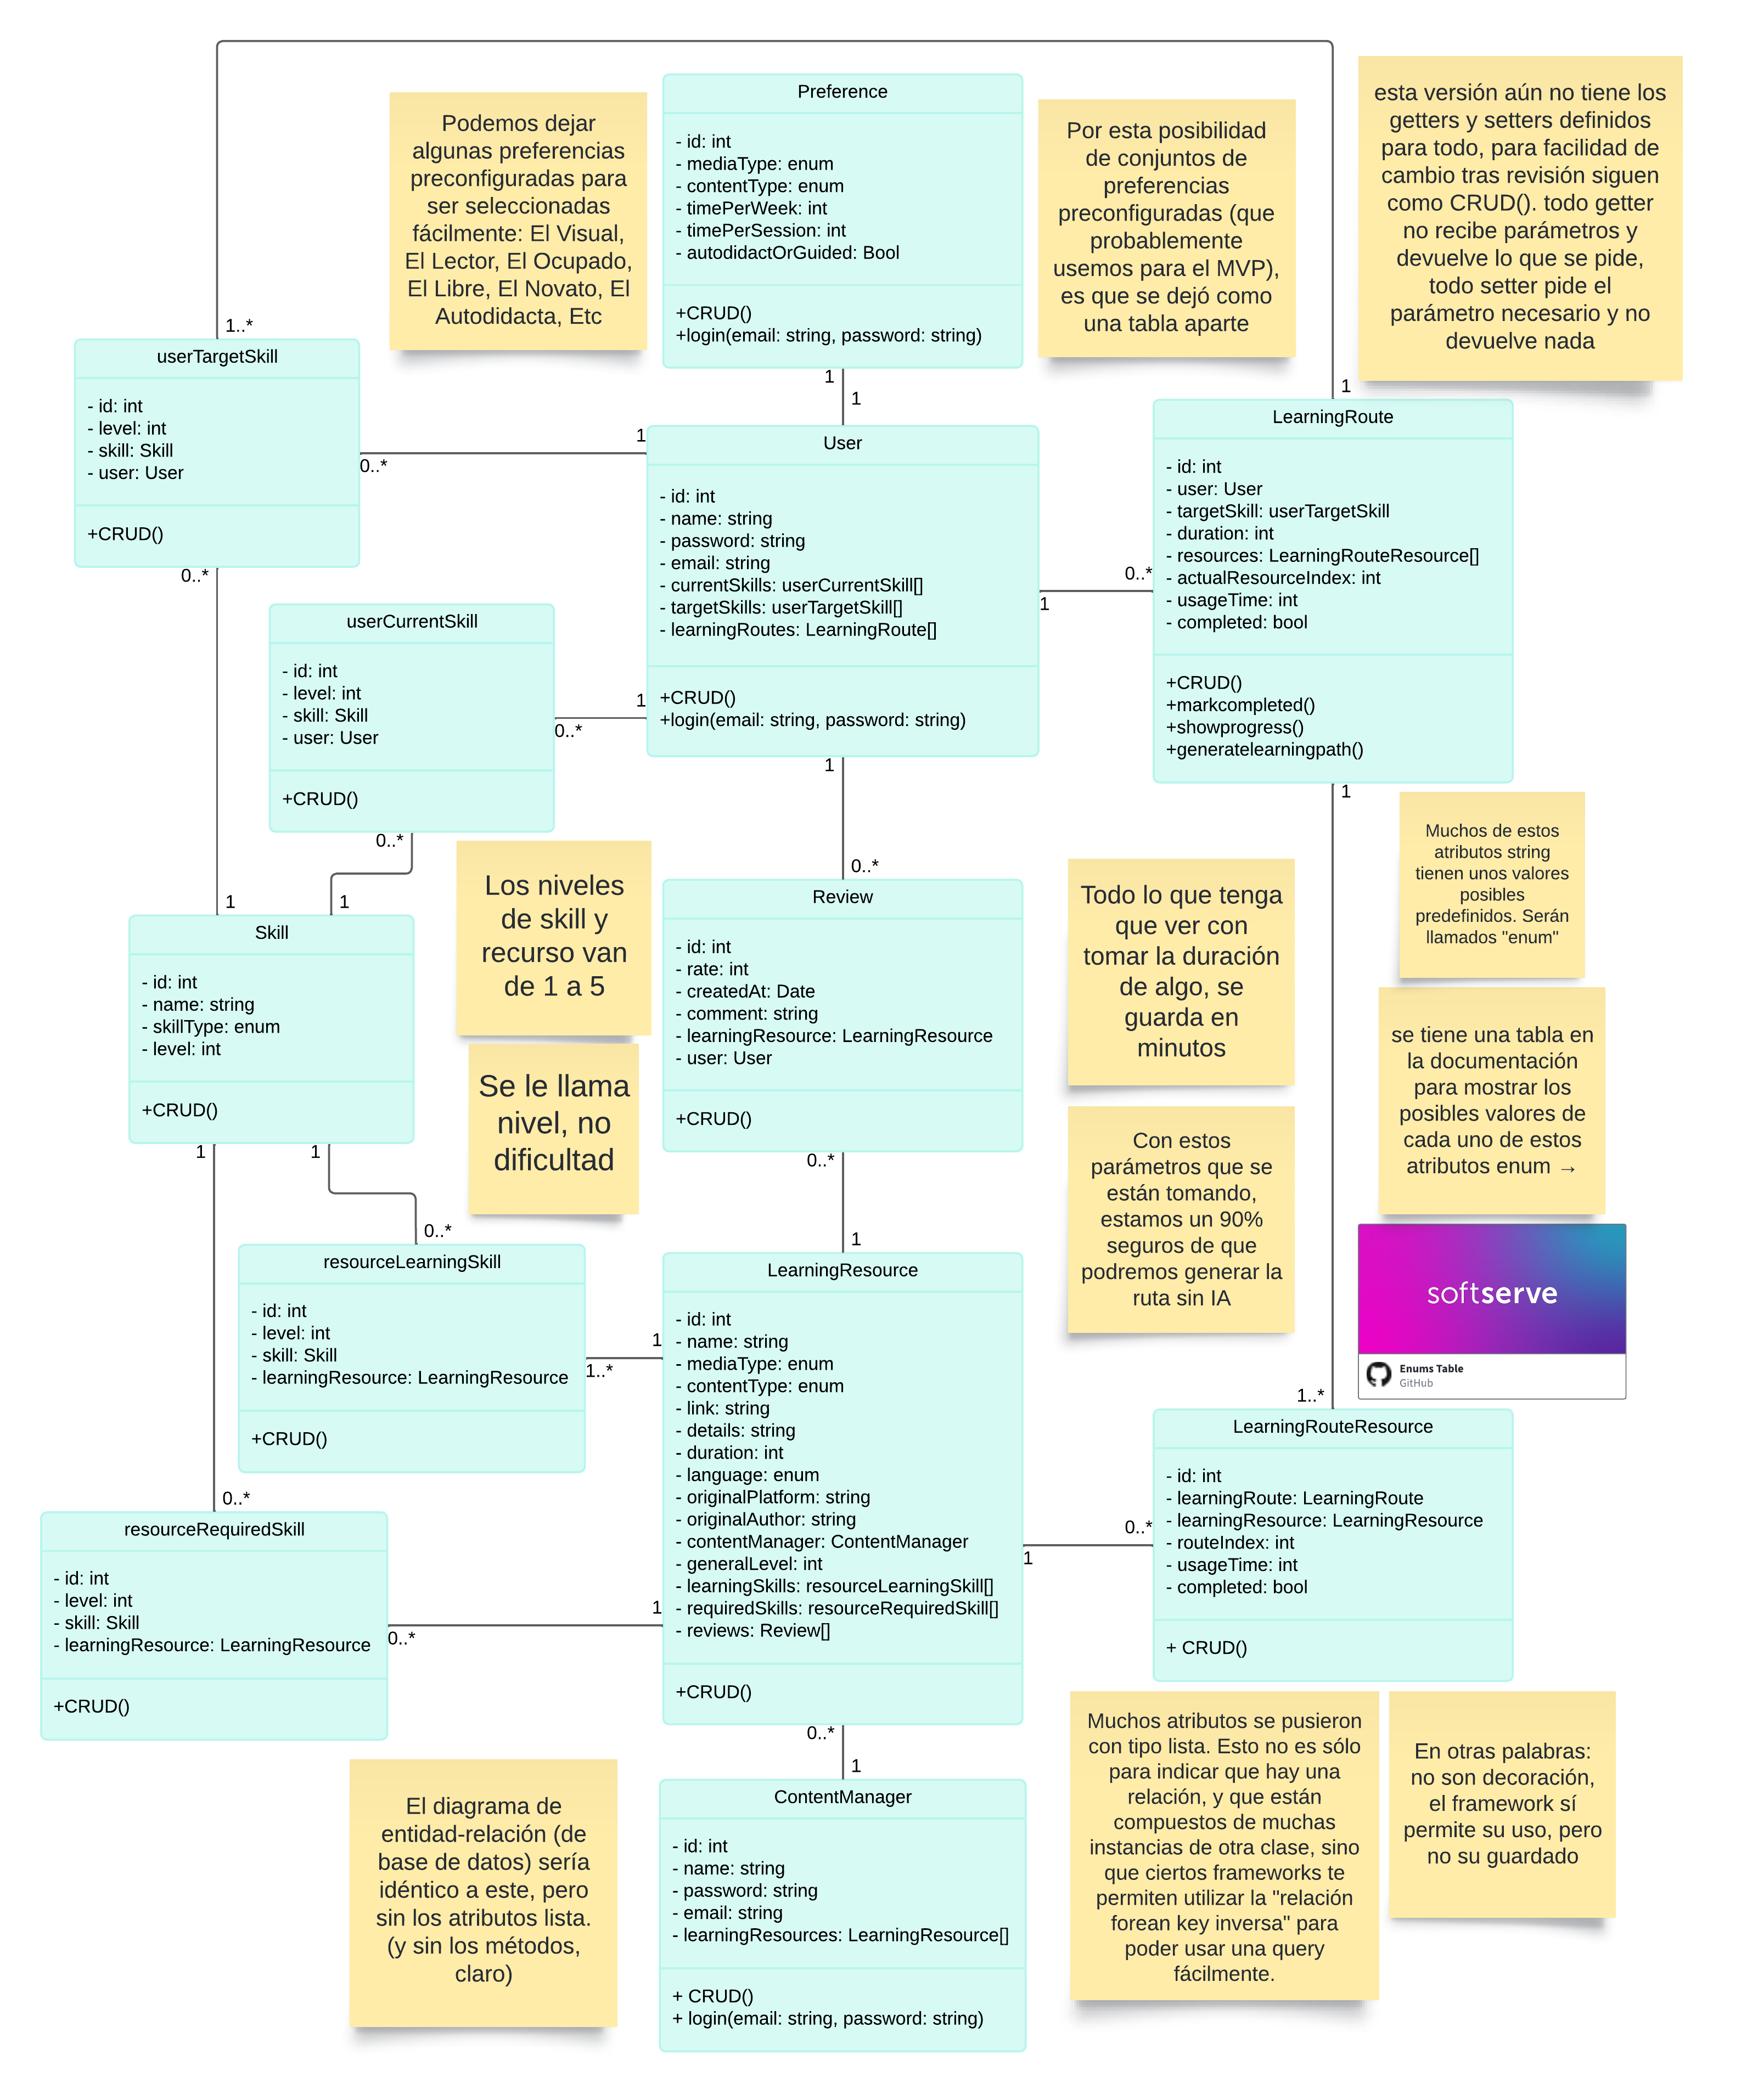 Podemos dejar
algunas preferencias
preconfiguradas para
ser seleccionadas
fácilmente: El Visual,
El Lector, El Ocupado,
El Libre, El Novato, El
Autodidacta, Etc
Preference
- id: int
- mediaType: enum
- contentType: enum
- timePerWeek: int
- timePerSession: int
- autodidactOrGuided: Bool
+CRUD()
+login(email: string, password: string)
Por esta posibilidad
de conjuntos de
preferencias
preconfiguradas (que
probablemente
usemos para el MVP),
es que se dejó como
una tabla aparte
esta versión aún no tiene los
getters y setters definidos
para todo, para facilidad de
cambio tras revisión siguen
como CRUD(). todo getter
no recibe parámetros y
devuelve lo que se pide,
todo setter pide el
parámetro necesario y no
devuelve nada
1..*
userTargetSkill
- id: int
- level: int
- skill: Skill
- user: User
+CRUD()
0..*
0..*
1
1
1
User
- id: int
- name: string
- password: string
- email: string
- currentSkills: userCurrentSkill[]
- targetSkills: userTargetSkill[]
- learningRoutes: LearningRoute[]
+CRUD()
+login(email: string, password: string)
1
LearningRoute
- id: int
- user: User
- targetSkill: userTargetSkill
- duration: int
- resources: LearningRouteResource[]
- actualResourceIndex: int
- usageTime: int
- completed: bool
+CRUD()
+markcompleted()
+showprogress()
+generatelearningpath()
0..*
1
1
userCurrentSkill
- id: int
- level: int
- skill: Skill
- user: User
+CRUD()
1
0..*
0..*
1
0..*
1
1
Skill
- id: int
- name: string
- skillType: enum
- level: int
+CRUD()
1
1
Los niveles
de skill y
recurso van
de 1 a 5
Se le llama
nivel, no
dificultad
Review
- id: int
- rate: int
- createdAt: Date
- comment: string
- learningResource: LearningResource
- user: User
+CRUD()
0..*
1
Todo lo que tenga
que ver con
tomar la duración
de algo, se
guarda en
minutos
Con estos
parámetros que se
están tomando,
estamos un 90%
seguros de que
podremos generar la
ruta sin IA
Muchos de estos
atributos string
tienen unos valores
posibles
predefinidos. Serán
llamados "enum"
se tiene una tabla en
la documentación
para mostrar los
posibles valores de
cada uno de estos
atributos enum →
softserve
Enums Table
GitHub
0..*
resourceLearningSkill
- id: int
- level: int
- skill: Skill
- learningResource: LearningResource
+CRUD()
1
1..*
LearningResource
- id: int
- name: string
- mediaType: enum
- contentType: enum
- link: string
- details: string
- duration: int
- language: enum
- originalPlatform: string
- originalAuthor: string
- contentManager: ContentManager
- generalLevel: int
- learningSkills: resourceLearningSkill[]
- requiredSkills: resourceRequiredSkill[]
- reviews: Review[]
+CRUD()
1..*
LearningRouteResource
- id: int
- learningRoute: LearningRoute
- learningResource: LearningResource
- routeIndex: int
- usageTime: int
- completed: bool
+ CRUD()
0..*
1
0..*
resourceRequiredSkill
- id: int
- level: int
- skill: Skill
- learningResource: LearningResource
+CRUD()
1
0..*
0..*
1
ContentManager
- id: int
- name: string
- password: string
- email: string
- learningResources: LearningResource[]
+ CRUD()
+ login(email: string, password: string)
El diagrama de
entidad-relación (de
base de datos) sería
idéntico a este, pero
sin los atributos lista.
(y sin los métodos,
claro)
Muchos atributos se pusieron
con tipo lista. Esto no es sólo
para indicar que hay una
relación, y que están
compuestos de muchas
instancias de otra clase, sino
que ciertos frameworks te
permiten utilizar la "relación
forean key inversa" para
poder usar una query
fácilmente.
En otras palabras:
no son decoración,
el framework sí
permite su uso, pero
no su guardado